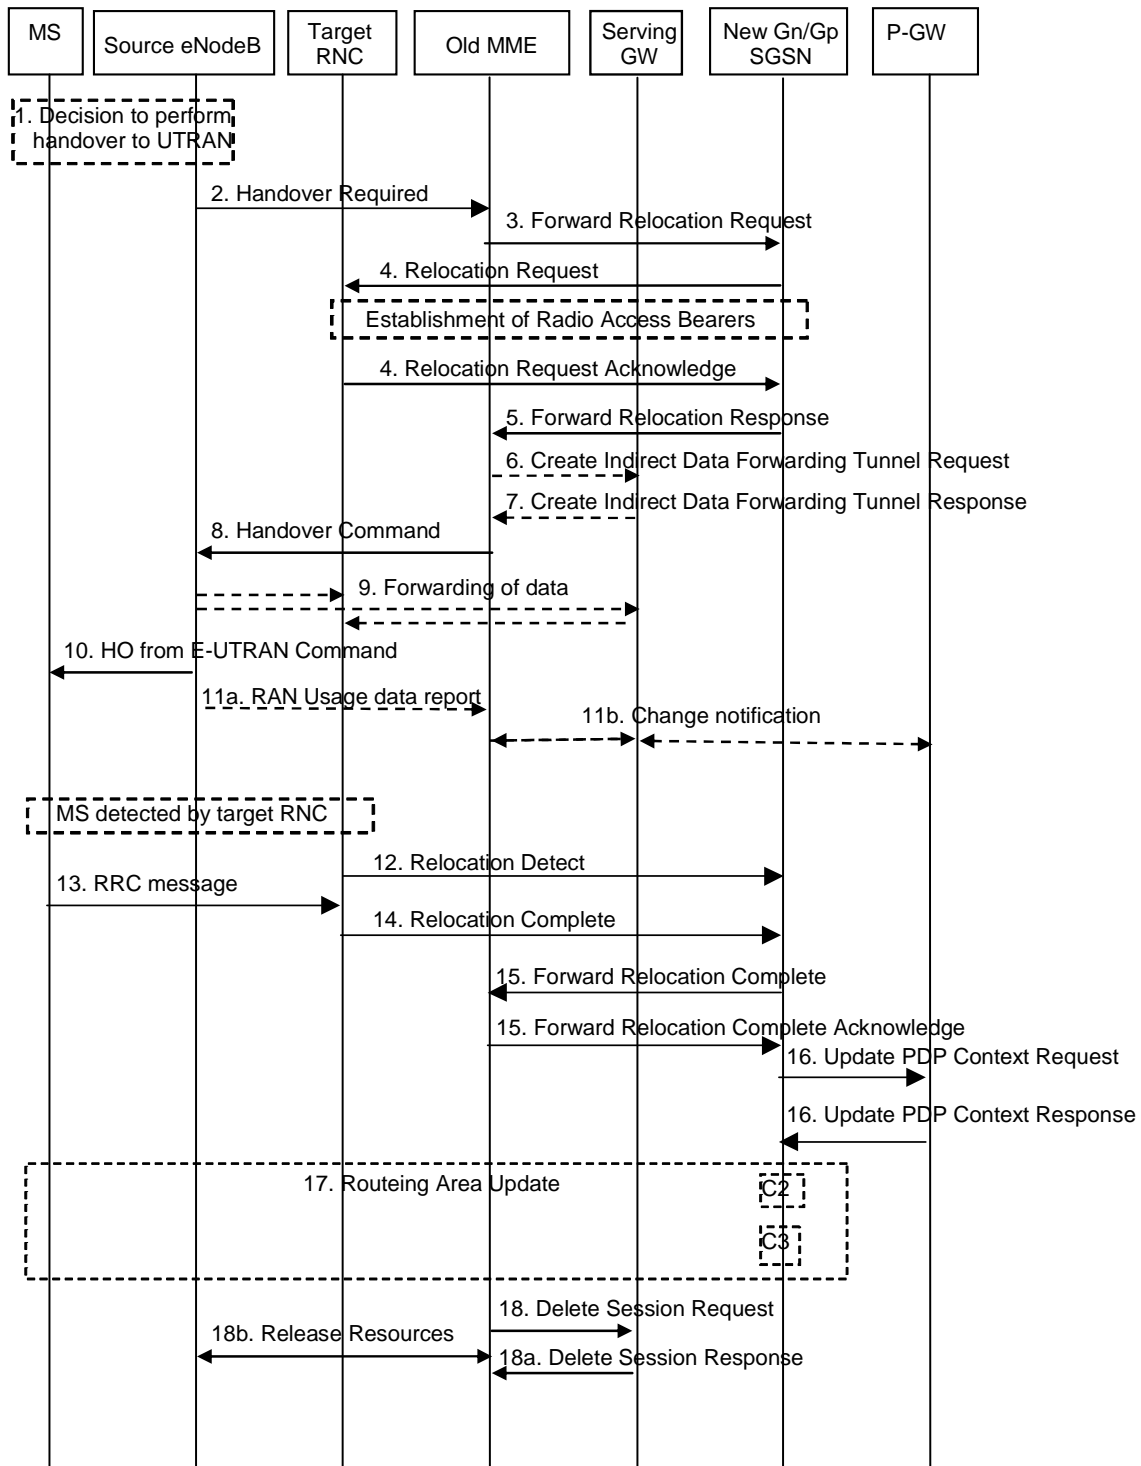 MS
Source eNodeB
Target
RNC
Old MME
Serving
GW
New Gn/Gp
SGSN
P-GW
1. Decision to perform
handover to UTRAN
2. Handover Required
3. Forward Relocation Request
4. Relocation Request
Establishment of Radio Access Bearers
4. Relocation Request Acknowledge
5. Forward Relocation Response
6. Create Indirect Data Forwarding Tunnel Request
7. Create Indirect Data Forwarding Tunnel Response
8. Handover Command
9. Forwarding of data
10. HO from E-UTRAN Command
11a. RAN Usage data report
11b. Change notification
MS detected by target RNC
12. Relocation Detect
13. RRC message
14. Relocation Complete
15. Forward Relocation Complete
15. Forward Relocation Complete Acknowledge
16. Update PDP Context Request
16. Update PDP Context Response
17. Routeing Area Update
C2
C3
18. Delete Session Request
18b. Release Resources
18a. Delete Session Response